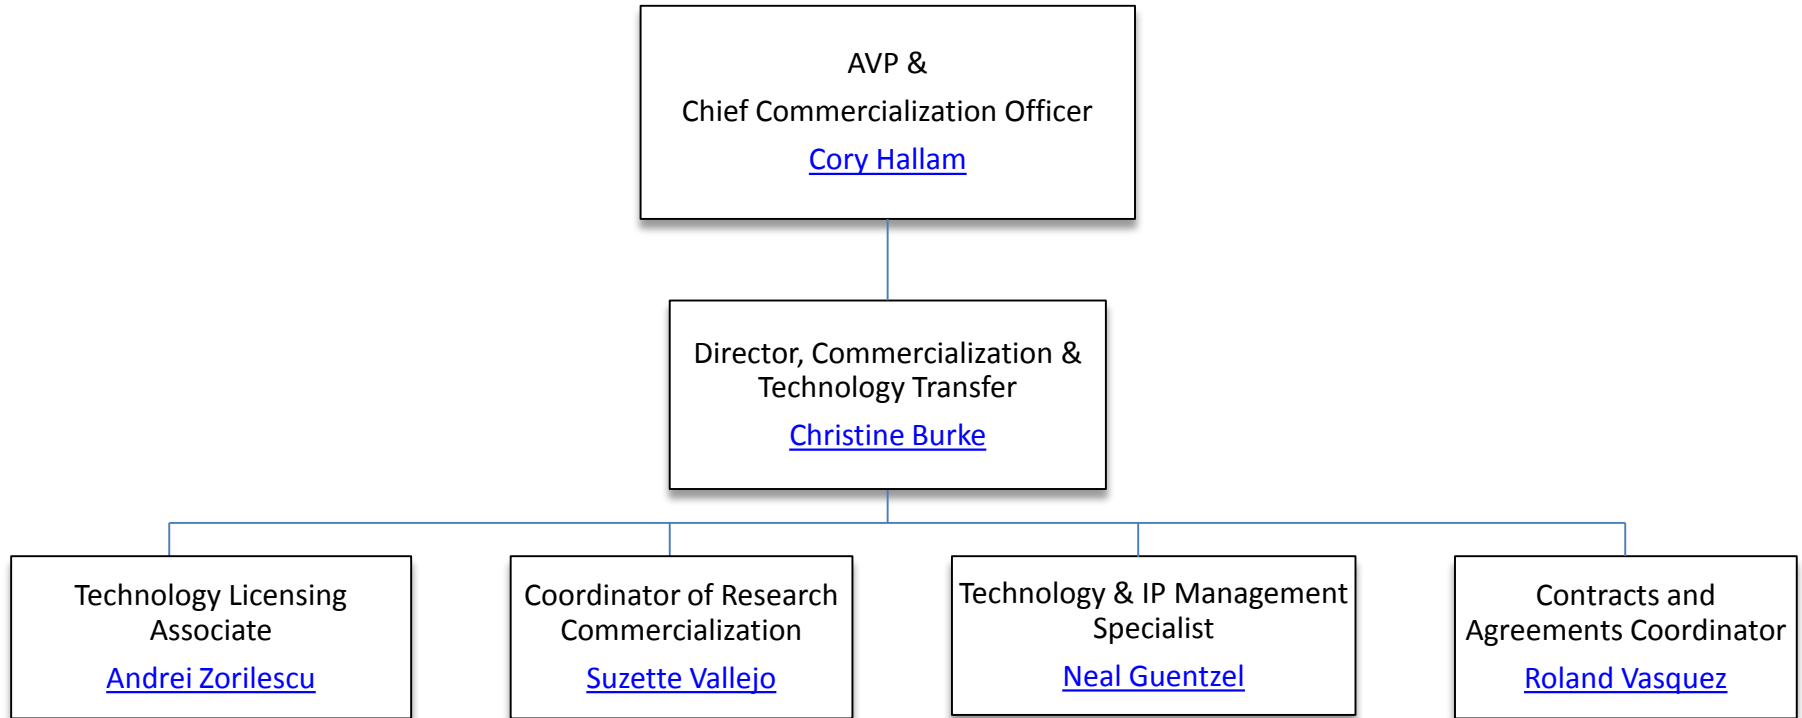 AVP &
Chief Commercialization Officer
Cory Hallam
Director, Commercialization &
Technology Transfer
Christine Burke
Technology Licensing
Associate
Andrei Zorilescu
Coordinator of Research
Commercialization
Suzette Vallejo
Technology & IP Management
Specialist
Neal Guentzel
Contracts and
Agreements Coordinator
Roland Vasquez